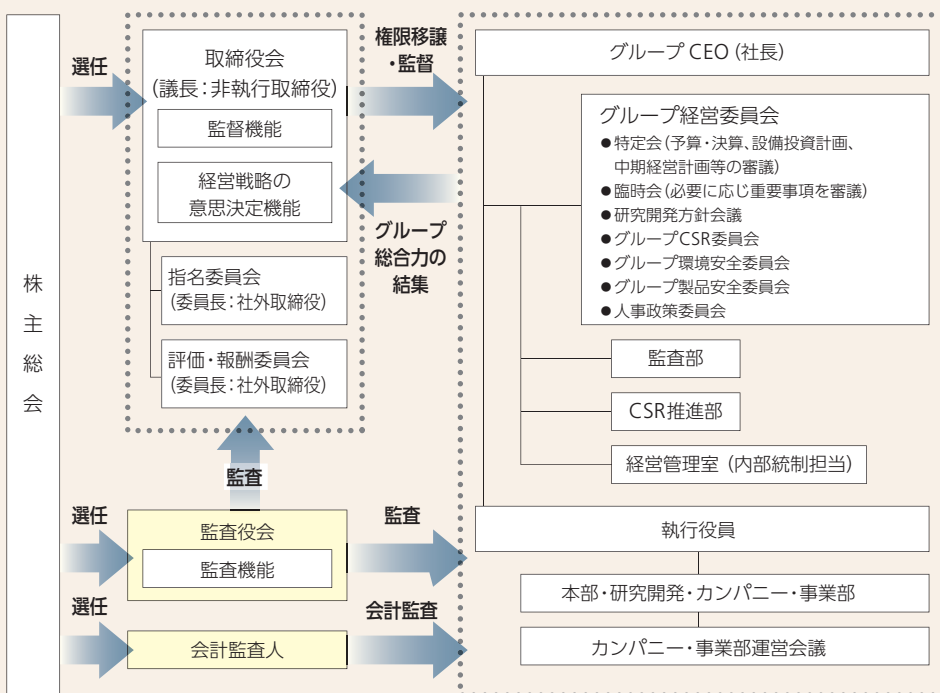 株主総会
選任
取締役会
(議長：非執行取締役)
監督機能
経営戦略の
意思決定機能
指名委員会
(委員長：社外取締役)
評価・報酬委員会
(委員長：社外取締役)
権限移譲
・監督
グループ
総合力の
結集
監査
選任
監査役会
監査機能
監査
選任
会計監査人
会計監査
グループ CEO (社長)
グループ経営委員会
●特定会(予算・決算、設備投資計画、
中期経営計画等の審議)
●臨時会(必要に応じ重要事項を審議)
●研究開発方針会議
●グループCSR委員会
●グループ環境安全委員会
●グループ製品安全委員会
●人事政策委員会
監査部
CSR推進部
経営管理室 (内部統制担当)
執行役員
本部・研究開発・カンパニー・事業部
カンパニー・事業部運営会議